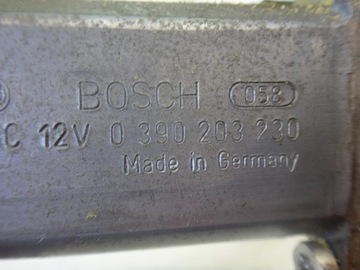 BOSCH 058
C 12V 0 390 203 230
Made in Germany